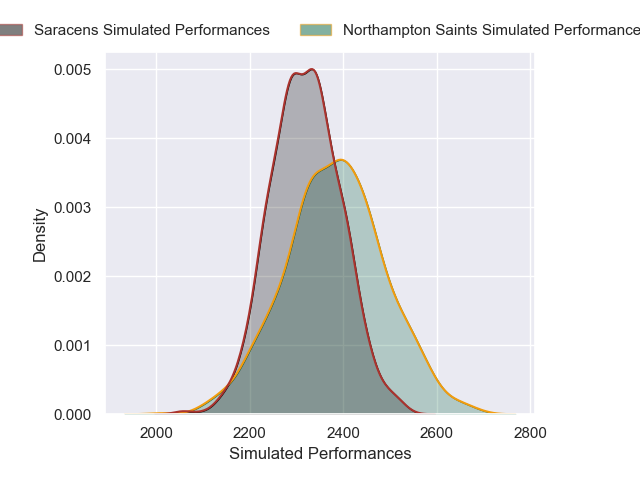 Saracens Simulated Performances Northampton Saints Simulated Performance
0.005
0.004
0.003
0.002
0.001
0.000
Density
2000 2200 2400 2600 2800
Simulated Performances